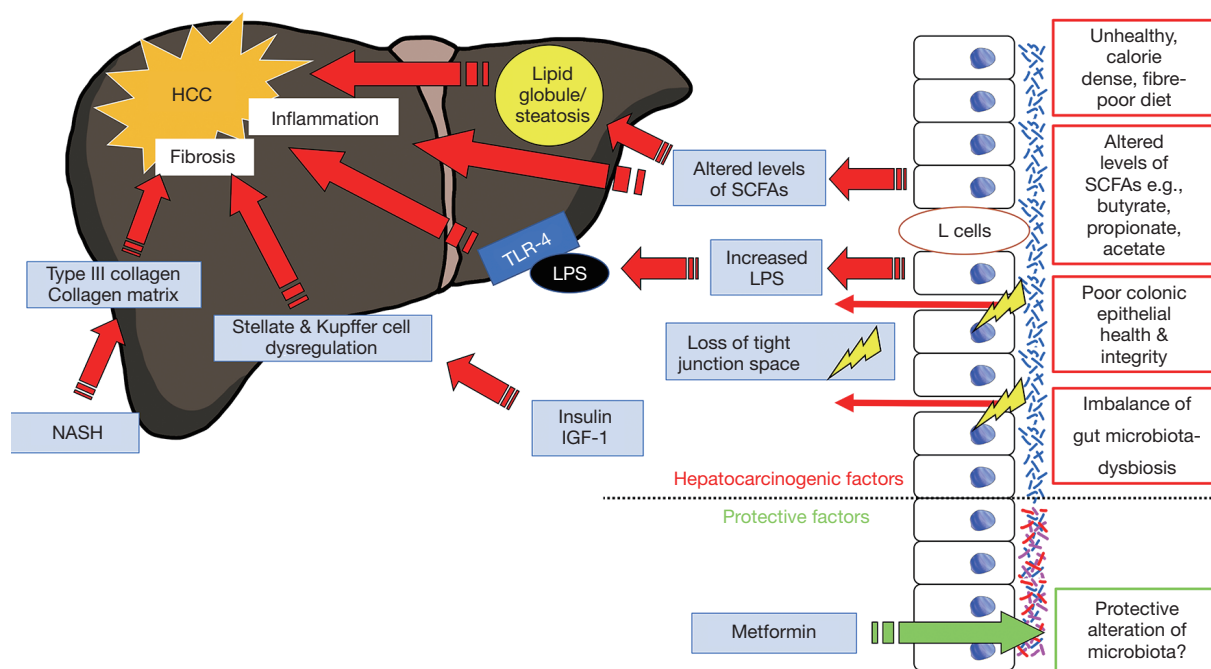 HCC
Inflammation
Fibrosis
Lipid
globule/
steatosis
Type III collagen
Collagen matrix
NASH
Stellate & Kupffer cell
dysregulation
Insulin
IGF-1
TLR-4
LPS
Altered levels
of SCFAs
Increased
LPS
Loss of tight
junction space
L cells
Hepatocarcinogenic factors
Protective factors
Metformin
Unhealthy,
calorie
dense, fibre-
poor diet
Altered
levels of
SCFAs e.g.,
butyrate,
propionate,
acetate
Poor colonic
epithelial
health &
integrity
Imbalance of
gut microbiota-
dysbiosis
Protective
alteration of
microbiota?